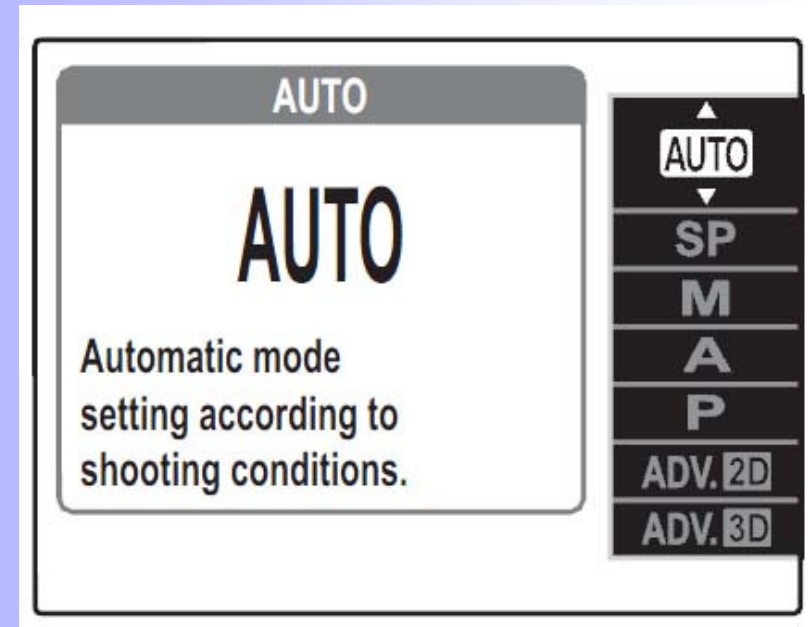 AUTO
AUTO
Automatic mode
setting according to
shooting conditions.
AUTO
SP
M
A
P
ADV. 2D
ADV. 3D